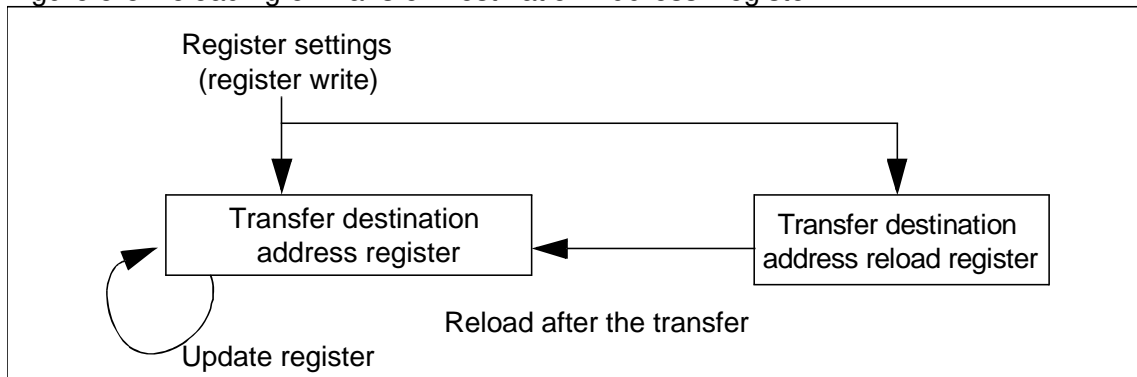 Register settings
(register write)
Transfer destination
address register
Transfer destination
address reload register
Reload after the transfer
Update register